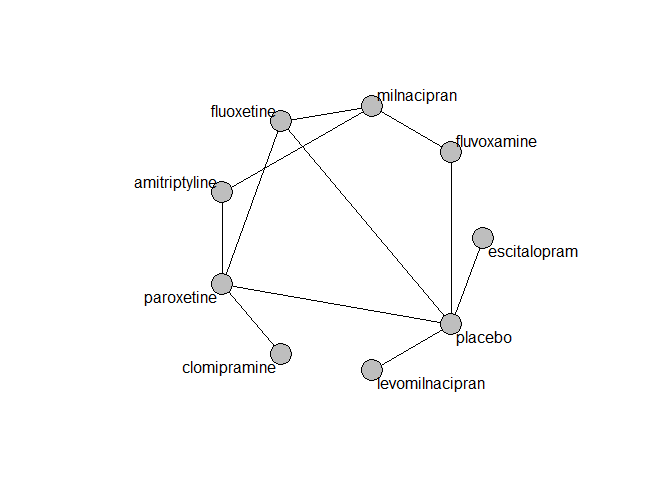 milnacipran
fluoxetine
fluvoxamine
amitriptyline
escitalopram
paroxetine
placebo
clomipramine
levomilnacipran